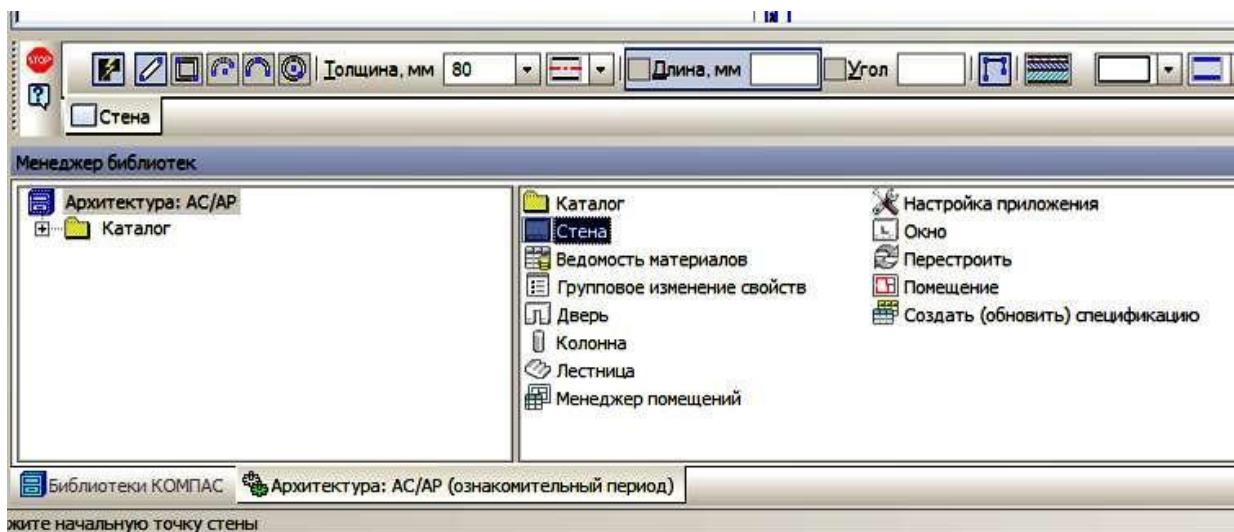 STOP
Толщина, мм 80 Длина, мм Угол
Стена
Менеджер библиотек
Архитектура: АС/АР
Каталог
Каталог
Стена
Ведомость материалов
Групповое изменение свойств
Дверь
Колонна
Лестница
Менеджер помещений
Настройка приложения
Окно
Перестроить
Помещение
Создать (обновить) спецификацию
Библиотеки КОМПАС Архитектура: АС/АР (ознакомительный период)
жите начальную точку стены